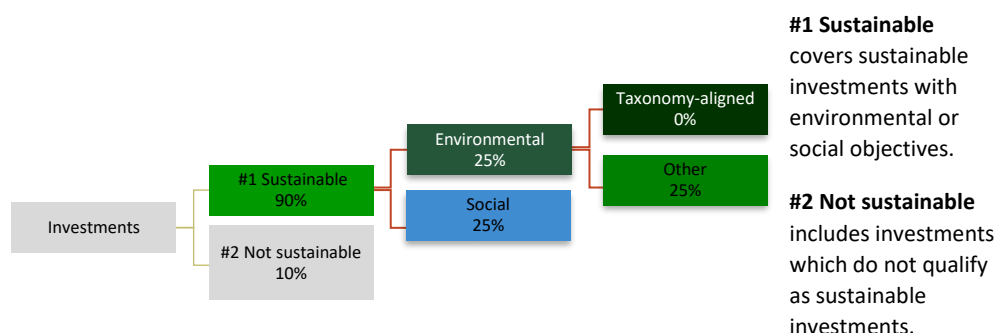 Investments
#1 Sustainable
90%
#2 Not sustainable
10%
Environmental
25%
Social
25%
Taxonomy-aligned
0%
Other
25%
#1 Sustainable
covers sustainable
investments with
environmental or
social objectives.
#2 Not sustainable
includes investments
which do not qualify
as sustainable
investments.